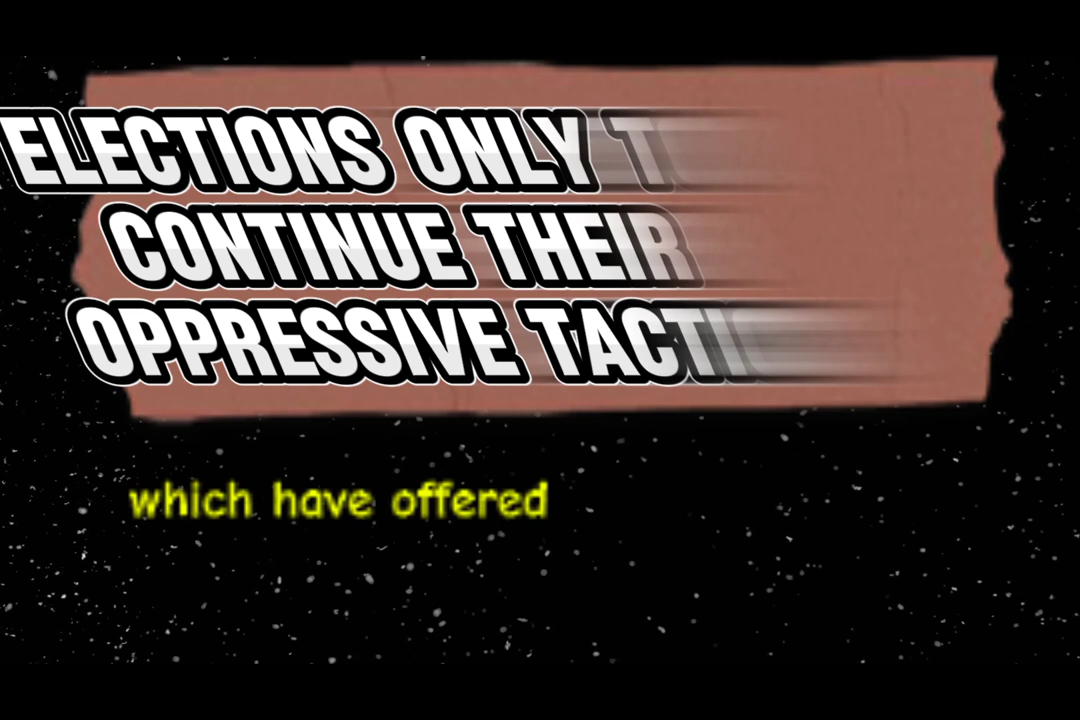 ELECTIONS ONLY
CONTINUE THEIR
OPPRESSIVE
which have offered